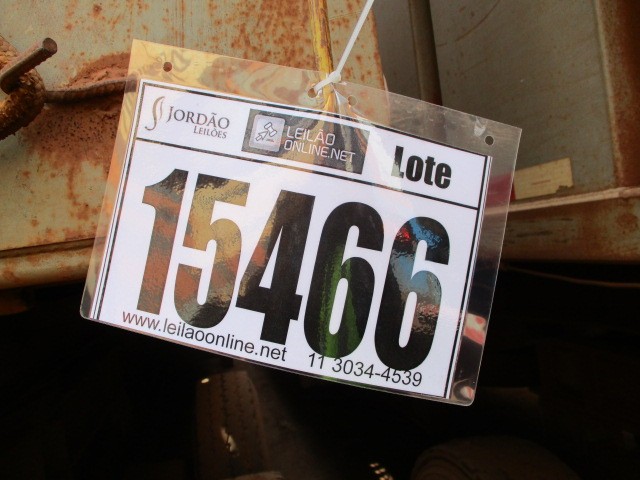 JORDÃO
LEILÕES
LEILÃO
ONLINE.NET
Lote
15466
www.leilaoonline.net 11 3034-4539